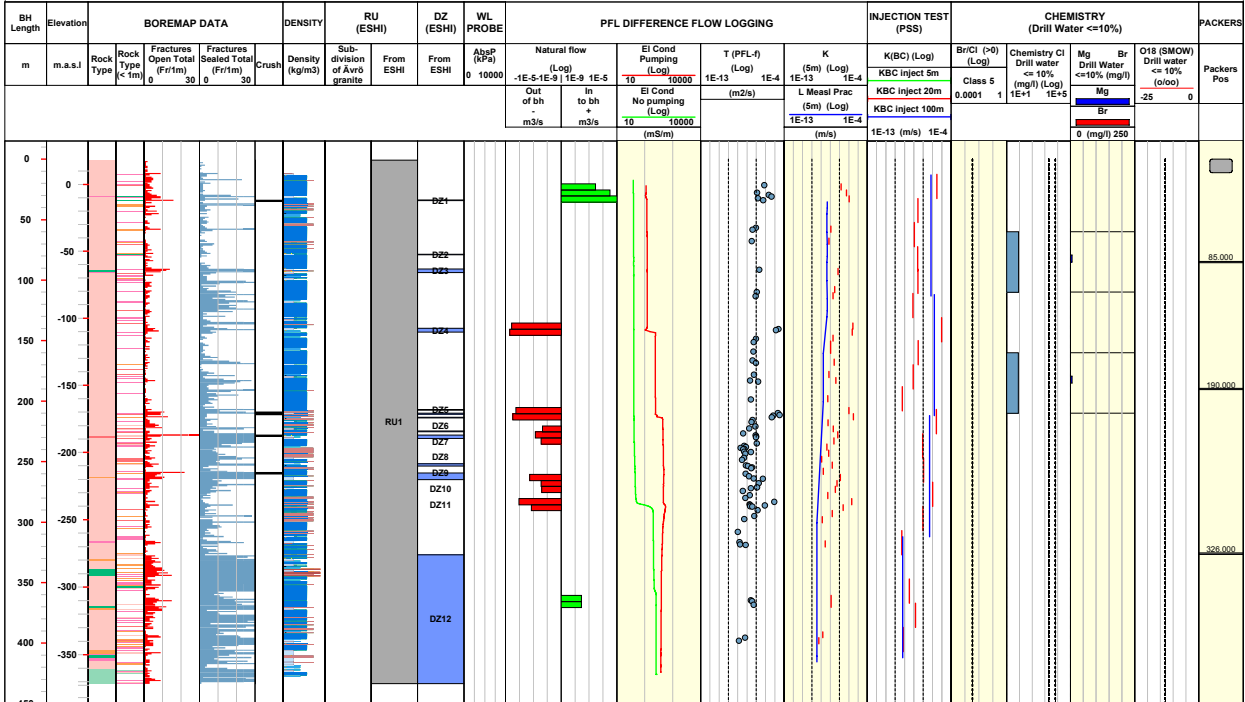 BH Length
Elevation
BOREMAP DATA
DENSITY
RU (ESHI)
DZ (ESHI)
WL PROBE
PFL DIFFERENCE FLOW LOGGING
INJECTION TEST (PSS)
CHEMISTRY (Drill Water <=10%)
PACKERS
m
m.a.s.l
Rock Type
Rock Type (< 1m)
Fractures Open Total (Fr/1m)
0 30
Fractures Sealed Total (Fr/1m)
0 30
Crush
Density (kg/m3)
Sub-division of Ävrö granite
From ESHI
From ESHI
AbsP (kPa)
0 10000
Natural flow
(Log)
-1E-5-1E-9 | 1E-9 1E-5
Out of bh - m3/s
In to bh + m3/s
El Cond Pumping (Log)
10 10000
El Cond No pumping (Log)
10 10000
(mS/m)
T (PFL-f)
(Log)
1E-13 1E-4
(m2/s)
K
(5m) (Log)
1E-13 1E-4
L Measl Prac
(5m) (Log)
1E-13 1E-4
(m/s)
K(BC) (Log)
KBC inject 5m
KBC inject 20m
KBC inject 100m
1E-13 (m/s) 1E-4
Br/Cl (>0) (Log)
Class 5
0.0001 1
Chemistry Cl Drill water <= 10% (mg/l) (Log)
1E+1 1E+5
Mg Br
Drill Water <=10% (mg/l)
Mg
Br
0 (mg/l) 250
O18 (SMOW) Drill water <= 10% (o/oo)
-25 0
Packers Pos
0
0
50
-50
100
-100
150
-150
200
-200
250
-250
300
-300
350
-350
400
450
RU1
DZ1
DZ2
DZ3
DZ4
DZ5
DZ6
DZ7
DZ8
DZ9
DZ10
DZ11
DZ12
85.000
190.000
326.000